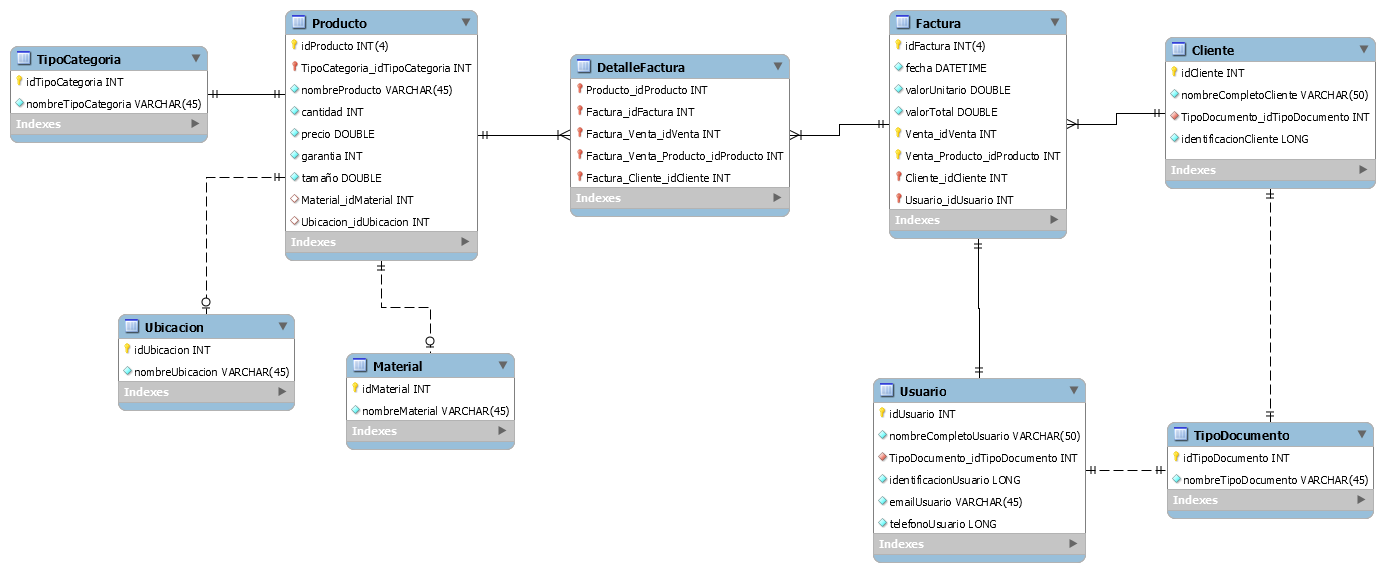 TipoCategoria
idTipoCategoria INT
nombreTipoCategoria VARCHAR(45)
Indexes
Producto
idProducto INT(4)
TipoCategoria_idTipoCategoria INT
nombreProducto VARCHAR(45)
cantidad INT
precio DOUBLE
garantia INT
tamaño DOUBLE
Material_idMaterial INT
Ubicacion_idUbicacion INT
Indexes
DetalleFactura
Producto_idProducto INT
Factura_idFactura INT
Factura_Venta_idVenta INT
Factura_Venta_Producto_idProducto INT
Factura_Cliente_idCliente INT
Indexes
Factura
idFactura INT(4)
fecha DATETIME
valorUnitario DOUBLE
valorTotal DOUBLE
Venta_idVenta INT
Venta_Producto_idProducto INT
Cliente_idCliente INT
Usuario_idUsuario INT
Indexes
Cliente
idCliente INT
nombreCompletoCliente VARCHAR(50)
TipoDocumento_idTipoDocumento INT
identificacionCliente LONG
Indexes
Ubicacion
idUbicacion INT
nombreUbicacion VARCHAR(45)
Indexes
Material
idMaterial INT
nombreMaterial VARCHAR(45)
Indexes
Usuario
idUsuario INT
nombreCompletoUsuario VARCHAR(50)
TipoDocumento_idTipoDocumento INT
identificacionUsuario LONG
emailUsuario VARCHAR(45)
telefonoUsuario LONG
Indexes
TipoDocumento
idTipoDocumento INT
nombreTipoDocumento VARCHAR(45)
Indexes